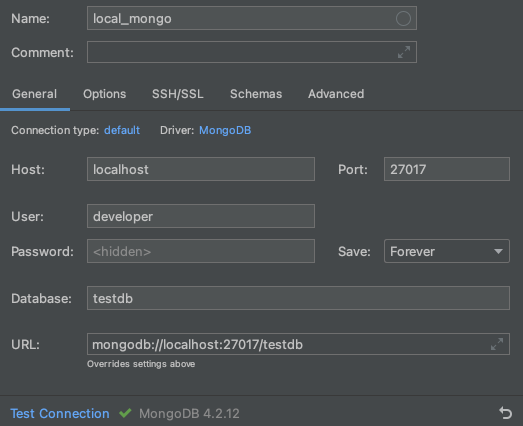 Name: local_mongo
Comment:
General Options SSH/SSL Schemas Advanced
Connection type: default Driver: MongoDB
Host: localhost Port: 27017
User: developer
Password: <hidden> Save: Forever
Database: testdb
URL: mongodb://localhost:27017/testdb
Overrides settings above
Test Connection MongoDB 4.2.12